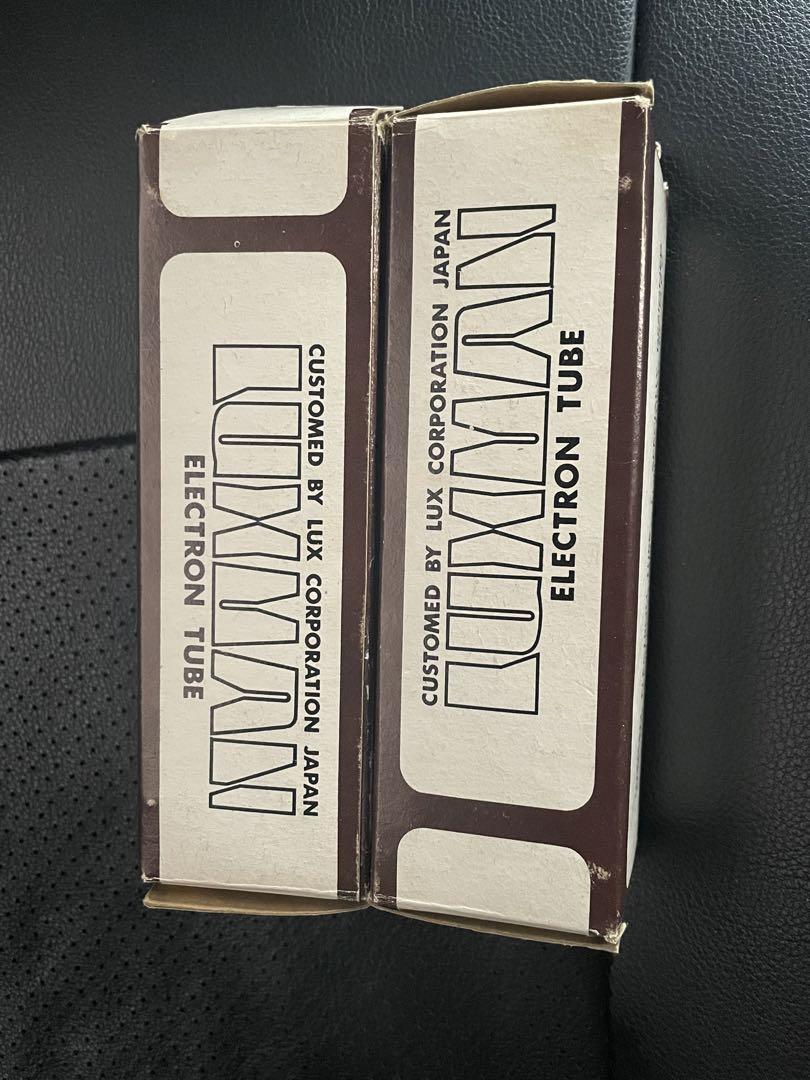 CUSTOMED BY LUX CORPORATION JAPAN
LUXMAN
ELECTRON TUBE
CUSTOMED BY LUX CORPORATION JAPAN
LUXMAN
ELECTRON TUBE